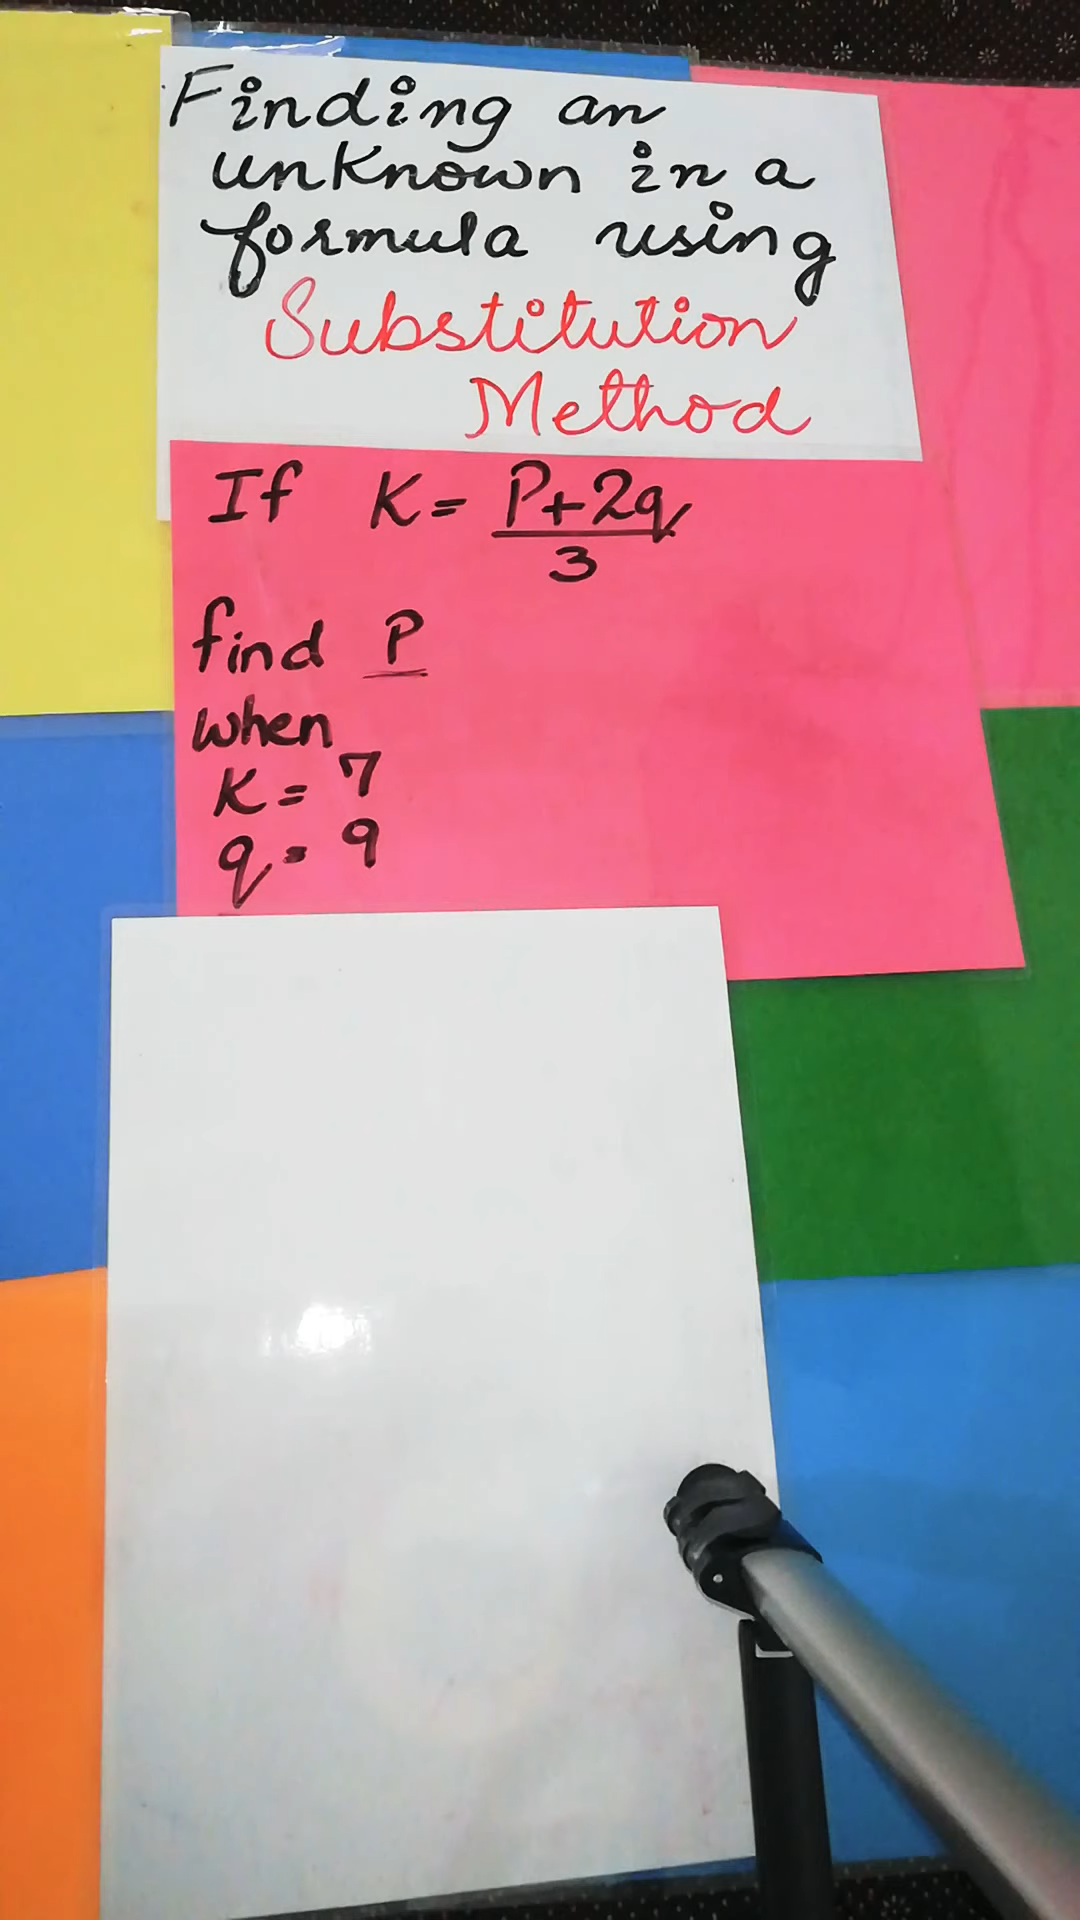 Finding an
unknown in a
formula using
Substitution
Method
If K = P+2q
3
find P
when
K = 7
q = 9